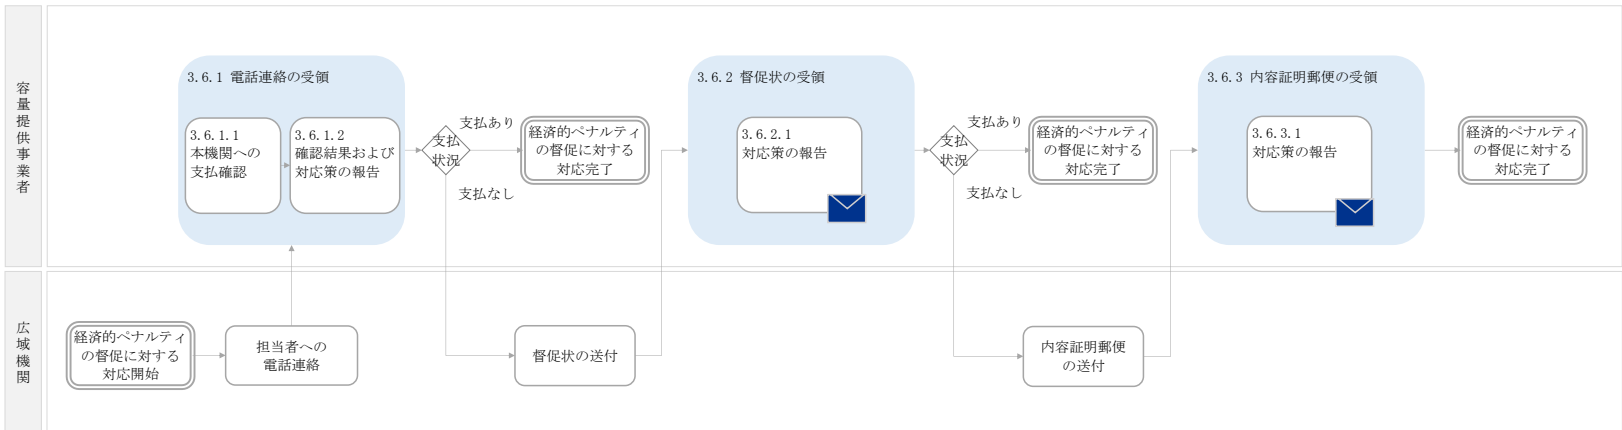 容量提供事業者
3.6.1 電話連絡の受領
3.6.1.1
本機関への
支払確認
3.6.1.2
確認結果および
対応策の報告
支払
状況
支払あり
支払なし
経済的ペナルティ
の督促に対する
対応完了
3.6.2 督促状の受領
3.6.2.1
対応策の報告
支払
状況
支払あり
支払なし
経済的ペナルティ
の督促に対する
対応完了
3.6.3 内容証明郵便の受領
3.6.3.1
対応策の報告
経済的ペナルティ
の督促に対する
対応完了
広域機関
経済的ペナルティ
の督促に対する
対応開始
担当者への
電話連絡
督促状の送付
内容証明郵便
の送付